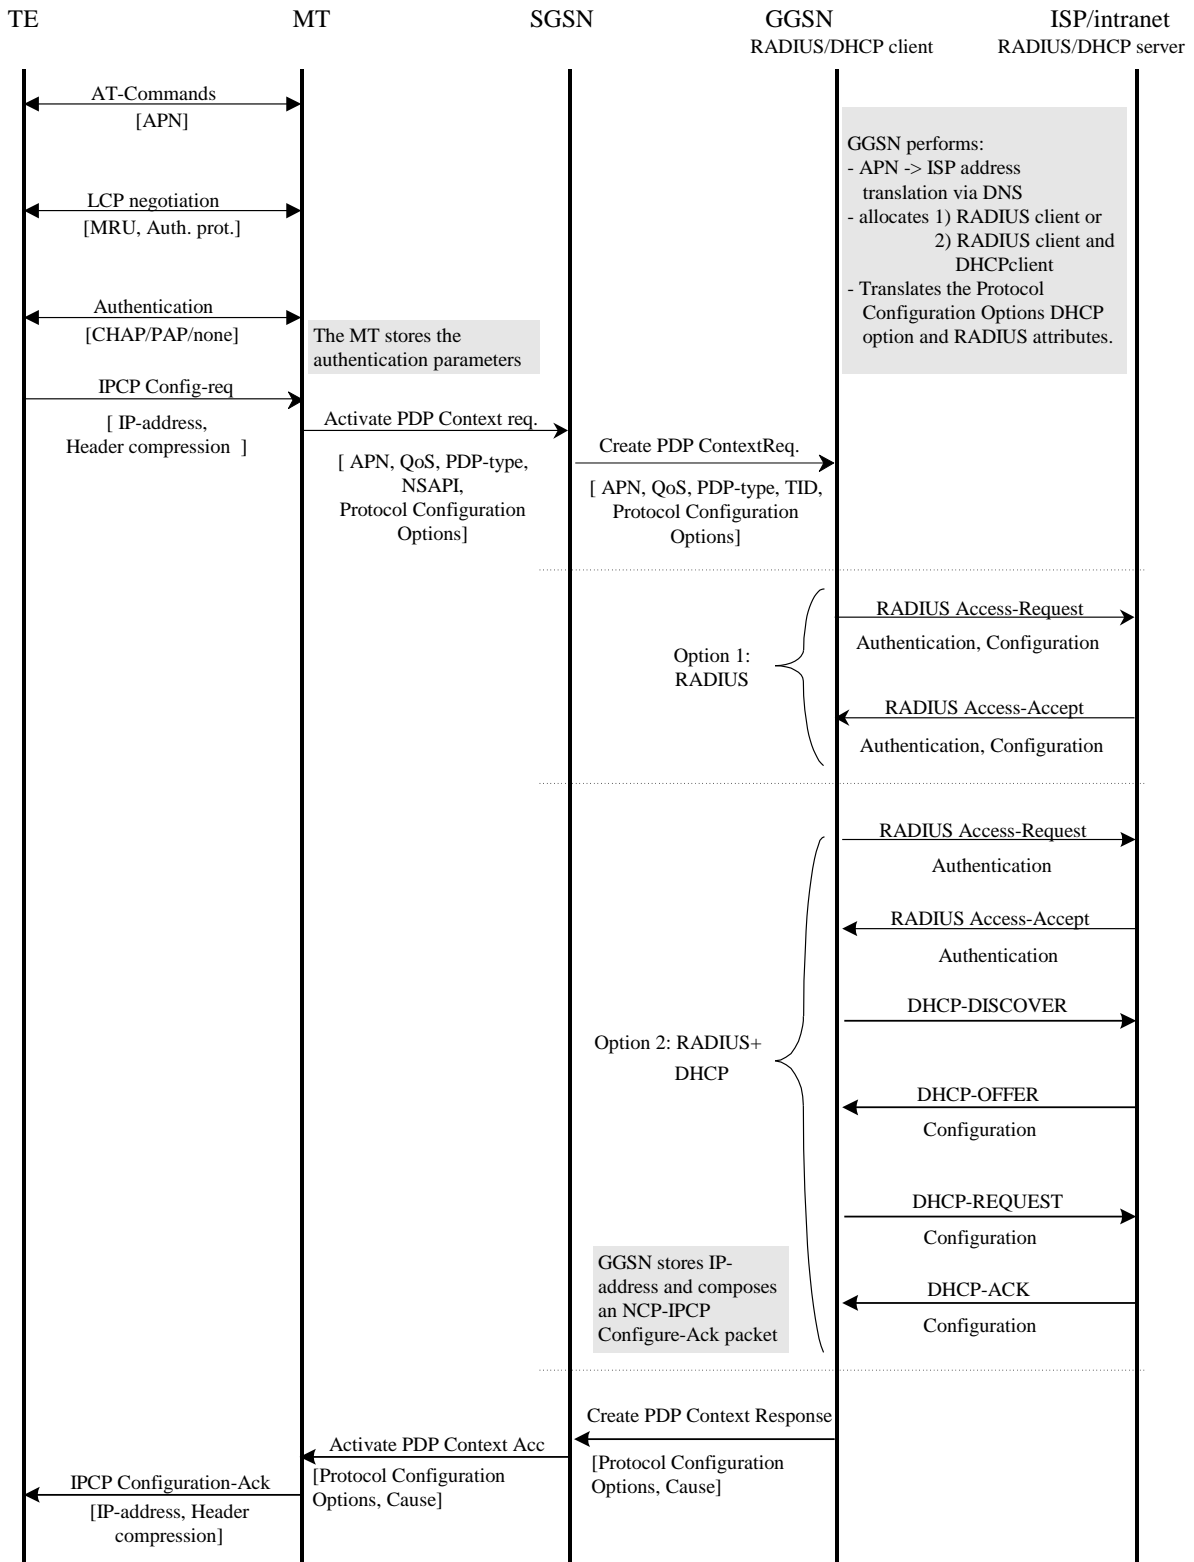 TE
MT
SGSN
GGSN
ISP/intranet
RADIUS/DHCP client
RADIUS/DHCP server
AT-Commands
[APN]
GGSN performs:
- APN -> ISP address
translation via DNS
- allocates 1) RADIUS client or
2) RADIUS client and
DHCPclient
- Translates the Protocol
Configuration Options DHCP
option and RADIUS attributes.
LCP negotiation
[MRU, Auth. prot.]
Authentication
[CHAP/PAP/none]
The MT stores the
authentication parameters
IPCP Config-req
[ IP-address,
Header compression ]
Activate PDP Context req.
[ APN, QoS, PDP-type,
NSAPI,
Protocol Configuration
Options]
Create PDP ContextReq.
[ APN, QoS, PDP-type, TID,
Protocol Configuration
Options]
Option 1:
RADIUS
RADIUS Access-Request
Authentication, Configuration
RADIUS Access-Accept
Authentication, Configuration
Option 2: RADIUS+
DHCP
RADIUS Access-Request
Authentication
RADIUS Access-Accept
Authentication
DHCP-DISCOVER
DHCP-OFFER
Configuration
DHCP-REQUEST
Configuration
DHCP-ACK
Configuration
GGSN stores IP-
address and composes
an NCP-IPCP
Configure-Ack packet
Create PDP Context Response
[Protocol Configuration
Options, Cause]
Activate PDP Context Acc
[Protocol Configuration
Options, Cause]
IPCP Configuration-Ack
[IP-address, Header
compression]